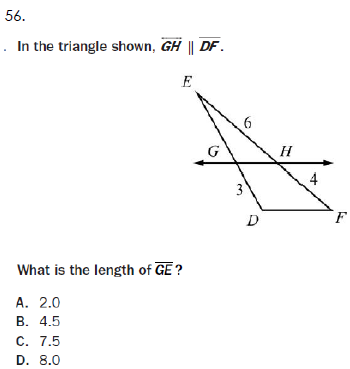 56.
. In the triangle shown, GH || DF.
E
6
G H
3 4
D F
What is the length of GE?
A. 2.0
B. 4.5
C. 7.5
D. 8.0